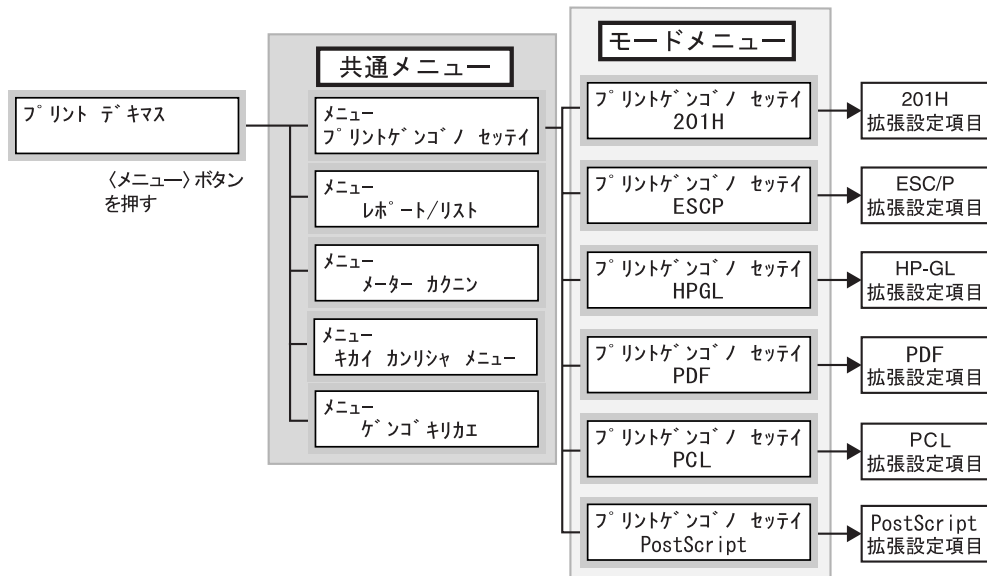 プリント デキマス
〈メニュー〉ボタン
を押す
共通メニュー
メニュー
プリントゲンゴノ セッテイ
メニュー
レポート/リスト
メニュー
メーター カクニン
メニュー
キカイ カンリシャ メニュー
メニュー
ゲンゴキリカエ
モードメニュー
プリントゲンゴノ セッテイ
201H
プリントゲンゴノ セッテイ
ESCP
プリントゲンゴノ セッテイ
HPGL
プリントゲンゴノ セッテイ
PDF
プリントゲンゴノ セッテイ
PCL
プリントゲンゴノ セッテイ
PostScript
201H
拡張設定項目
ESC/P
拡張設定項目
HP-GL
拡張設定項目
PDF
拡張設定項目
PCL
拡張設定項目
PostScript
拡張設定項目